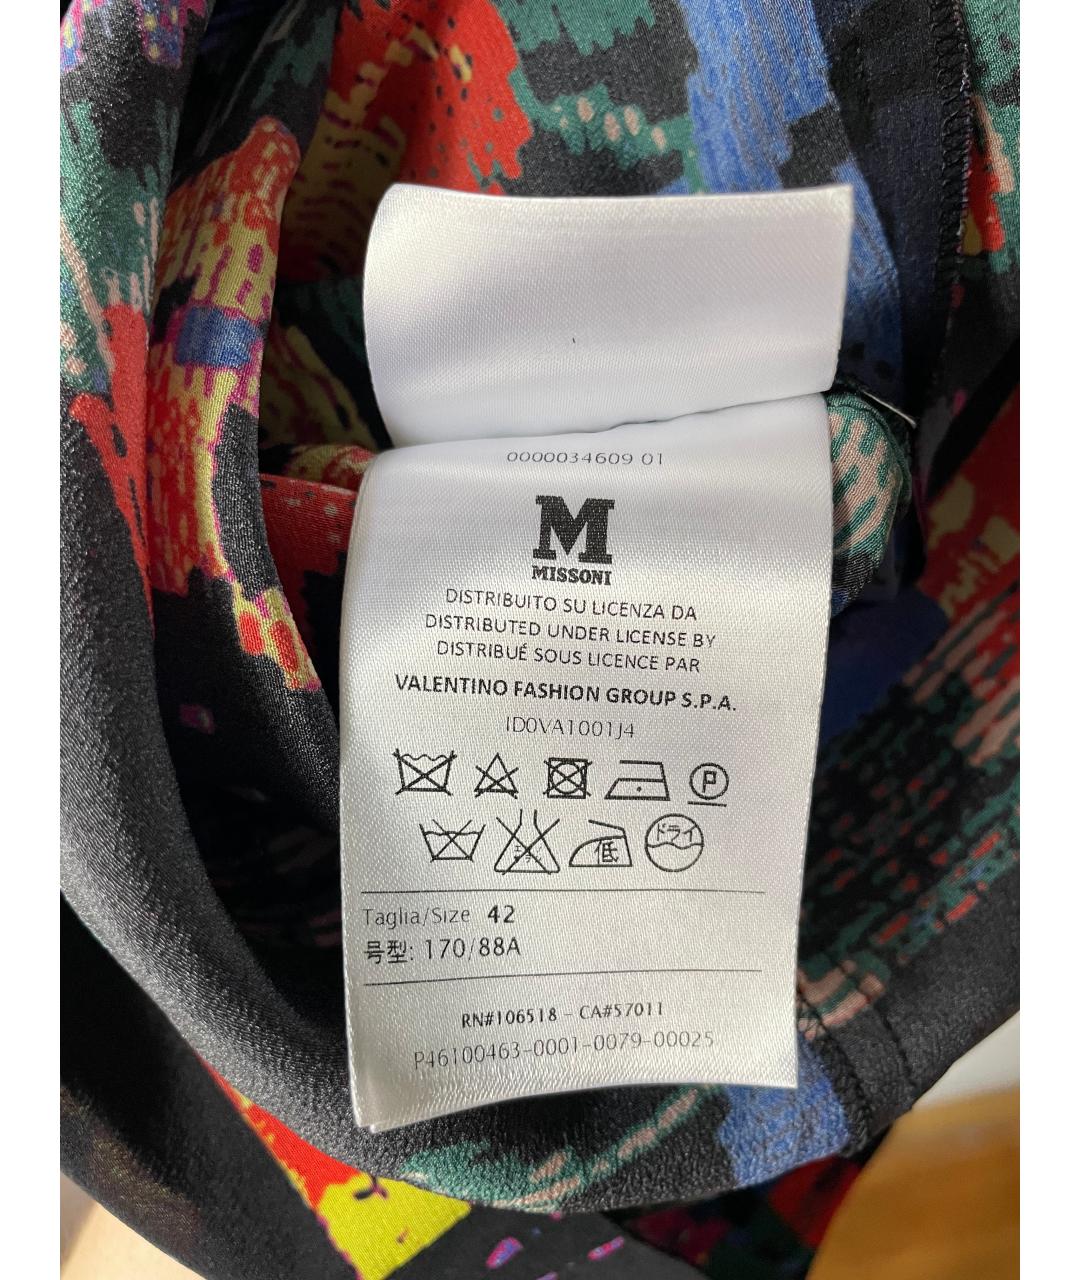 0000034609 01
M
MISSONI
DISTRIBUITO SU LICENZA DA
DISTRIBUTED UNDER LICENSE BY
DISTRIBUÉ SOUS LICENCE PAR
VALENTINO FASHION GROUP S.P.A.
ID0VA1001J4
P
低 ドライ
Taglia/Size 42
号型: 170/88A
RN#106518 - CA#57011
P46100463-0001-0079-00025